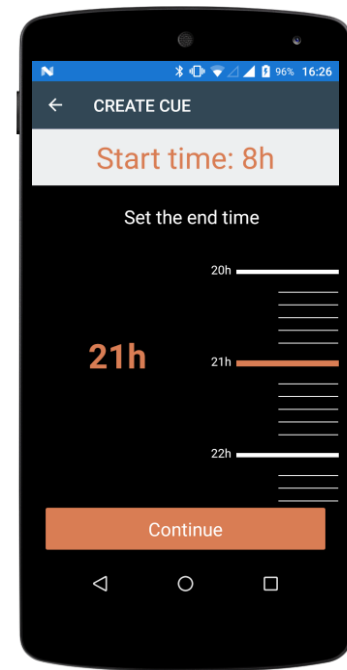 N 96% 16:26
CREATE CUE
Start time: 8h
Set the end time
20h
21h
21h
22h
Continue